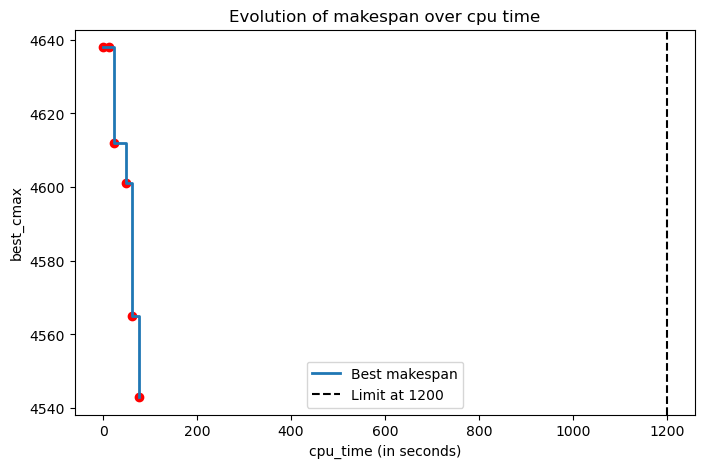 Evolution of makespan over cpu time
best_cmax
4640
4620
4600
4580
4560
4540
Best makespan
Limit at 1200
0
200
400
600
800
1000
1200
cpu_time (in seconds)